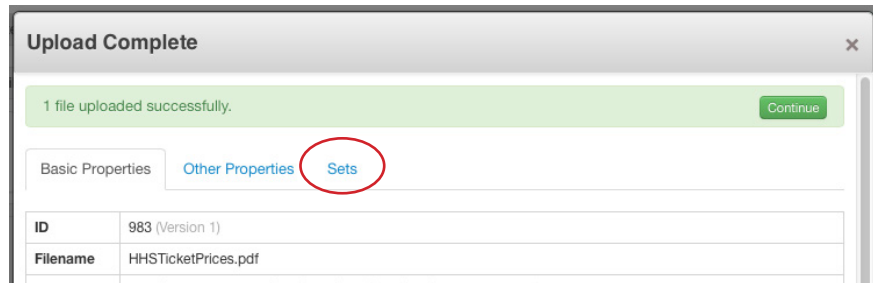 Upload Complete
×
1 file uploaded successfully.
Continue
Basic Properties Other Properties Sets
ID 983 (Version 1)
Filename HHSTicketPrices.pdf